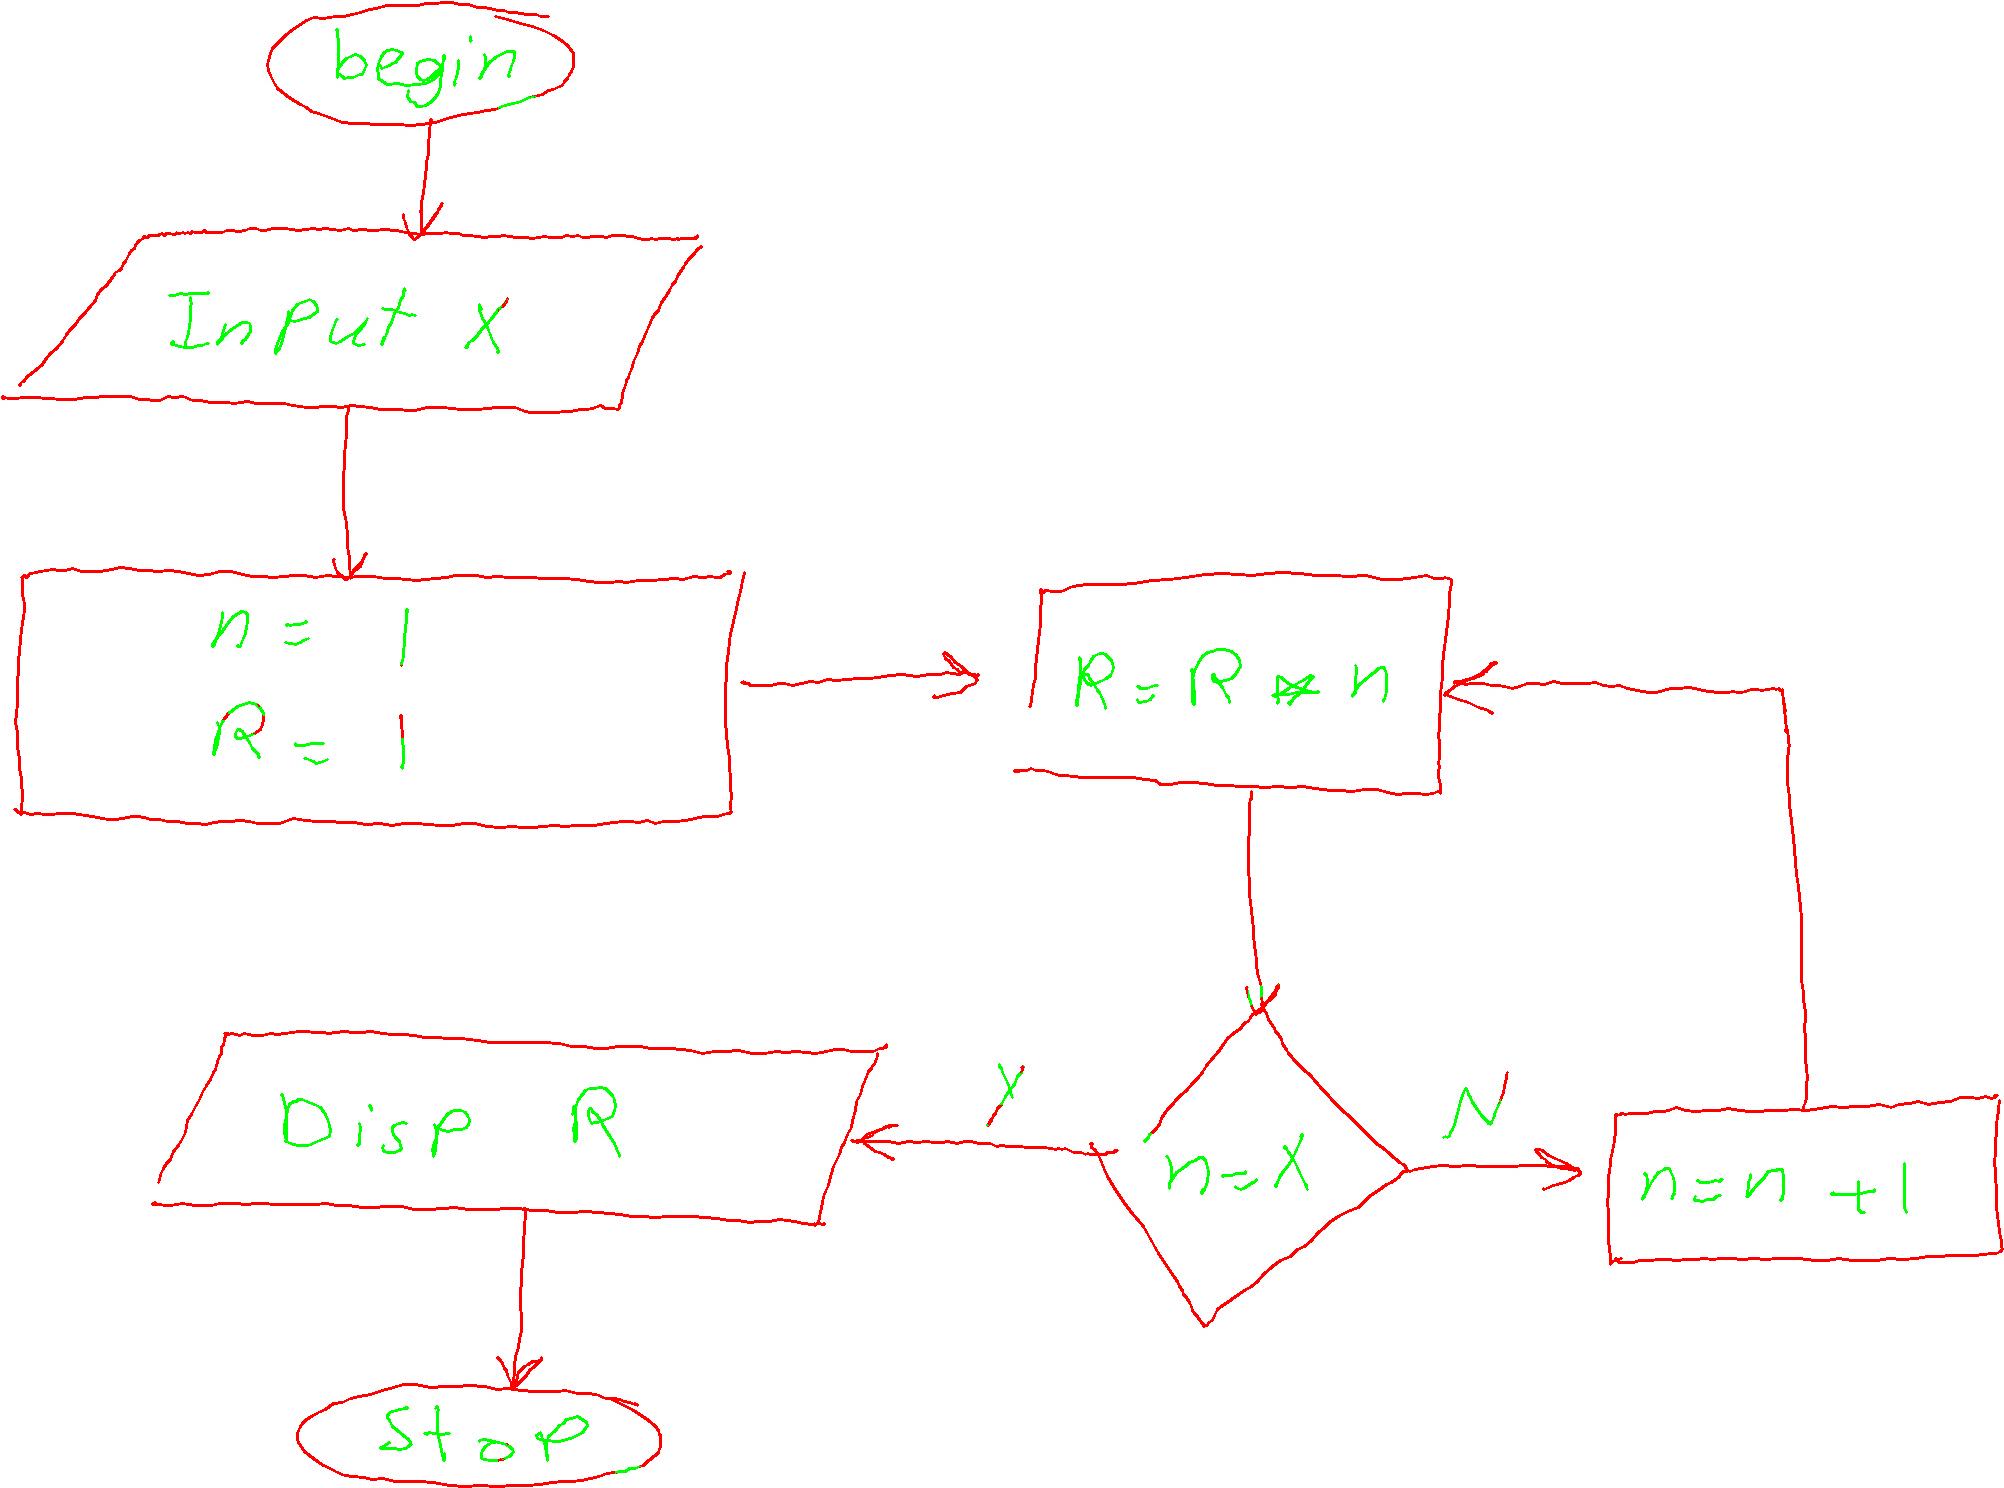 begin
Input X
n = 1
R = 1
R = R * n
n = X
Y
N
n = n + 1
Disp R
Stop